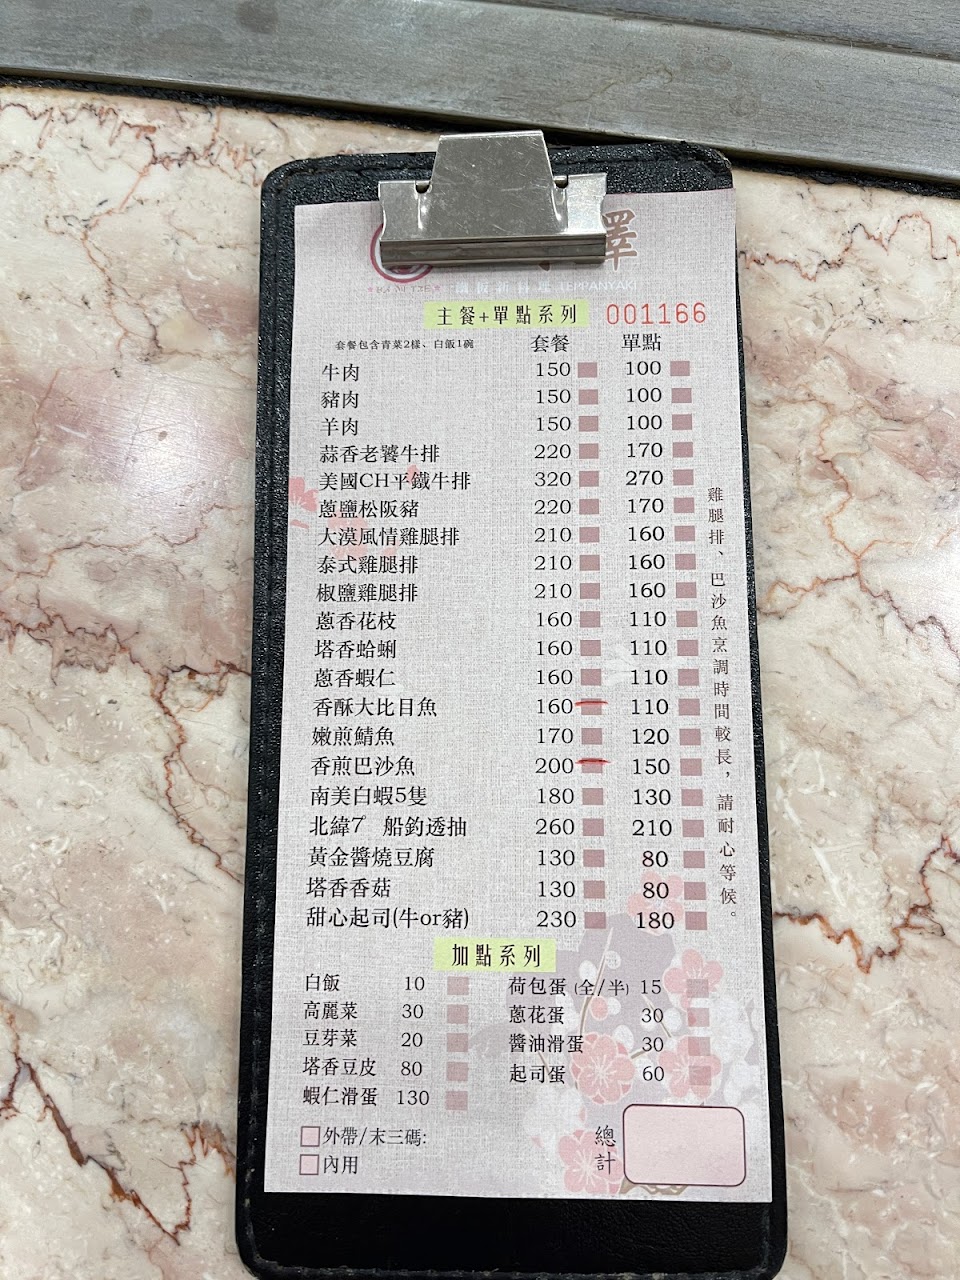 澤
鐵板新料理 TEPPANYAKI
主餐+單點系列 001166
套餐包含青菜2樣、白飯1碗 套餐 單點
牛肉 150 100
豬肉 150 100
羊肉 150 100
蒜香老饕牛排 220 170
美國CH平鐵牛排 320 270
蔥鹽松阪豬 220 170
大漠風情雞腿排 210 160
泰式雞腿排 210 160
椒鹽雞腿排 210 160
蔥香花枝 160 110
塔香蛤蜊 160 110
蔥香蝦仁 160 110
香酥大比目魚 160 110
嫩煎鯖魚 170 120
香煎巴沙魚 200 150
南美白蝦5隻 180 130
北緯7° 船釣透抽 260 210
黃金醬燒豆腐 130 80
塔香香菇 130 80
甜心起司(牛or豬) 230 180
雞腿排、巴沙魚烹調時間較長，請耐心等候。
加點系列
白飯 10 荷包蛋(全/半) 15
高麗菜 30 蔥花蛋 30
豆芽菜 20 醬油滑蛋 30
塔香豆皮 80 起司蛋 60
蝦仁滑蛋 130
外帶/末三碼:
內用
總計